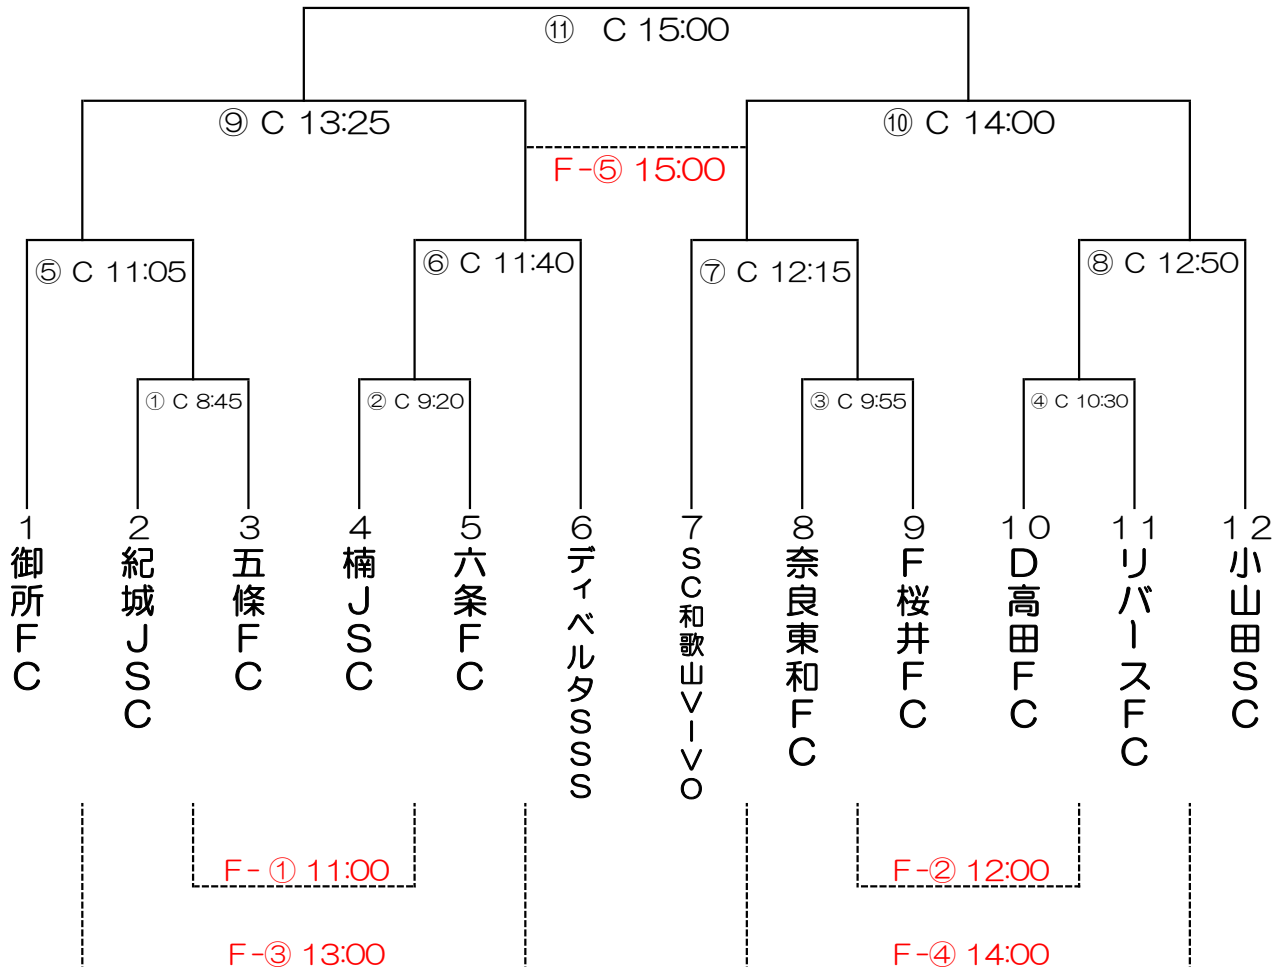 ⑪ C 15:00
⑨ C 13:25
⑩ C 14:00
F-⑤ 15:00
⑤ C 11:05
⑥ C 11:40
⑦ C 12:15
⑧ C 12:50
① C 8:45
② C 9:20
③ C 9:55
④ C 10:30
1
御所FC
2
紀城JSC
3
五條FC
4
楠JSC
5
六条FC
6
ディベルタSSS
7
SC和歌山VIVO
8
奈良東和FC
9
F桜井FC
10
D高田FC
11
リバースFC
12
小山田SC
F-① 11:00
F-② 12:00
F-③ 13:00
F-④ 14:00